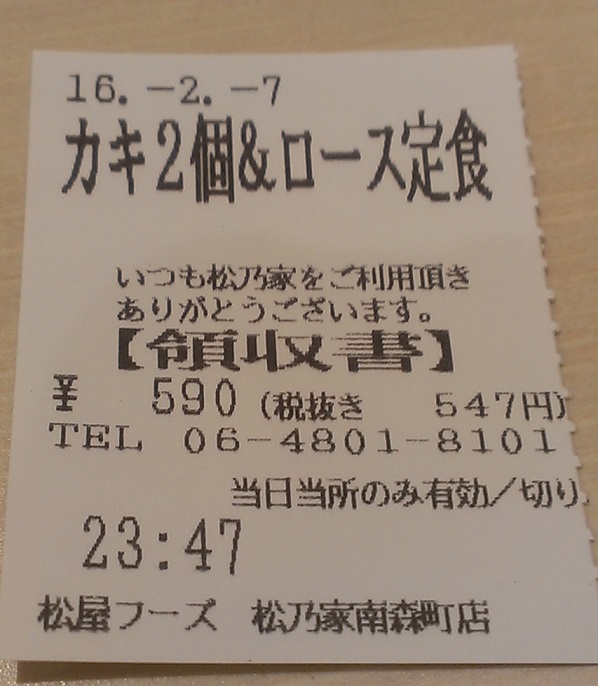 16.-2.-7
カキ2個&ロース定食
いつも松乃家をご利用頂き
ありがとうございます。
【領収書】
¥ 590(税抜き 547円)
TEL 06-4801-8101
当日当所のみ有効/切り
23:47
松屋フーズ 松乃家南森町店